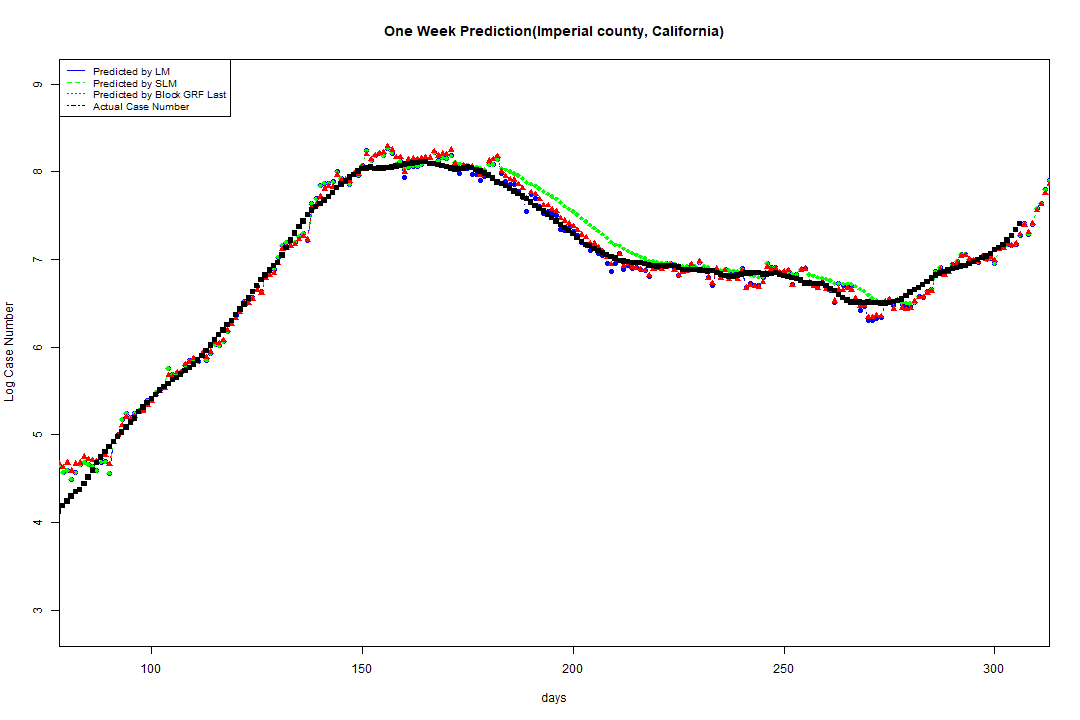 One Week Prediction(Imperial county, California)
Predicted by LM
Predicted by SLM
Predicted by Block GRF Last
Actual Case Number
9
8
7
6
5
4
3
Log Case Number
100 150 200 250 300
days